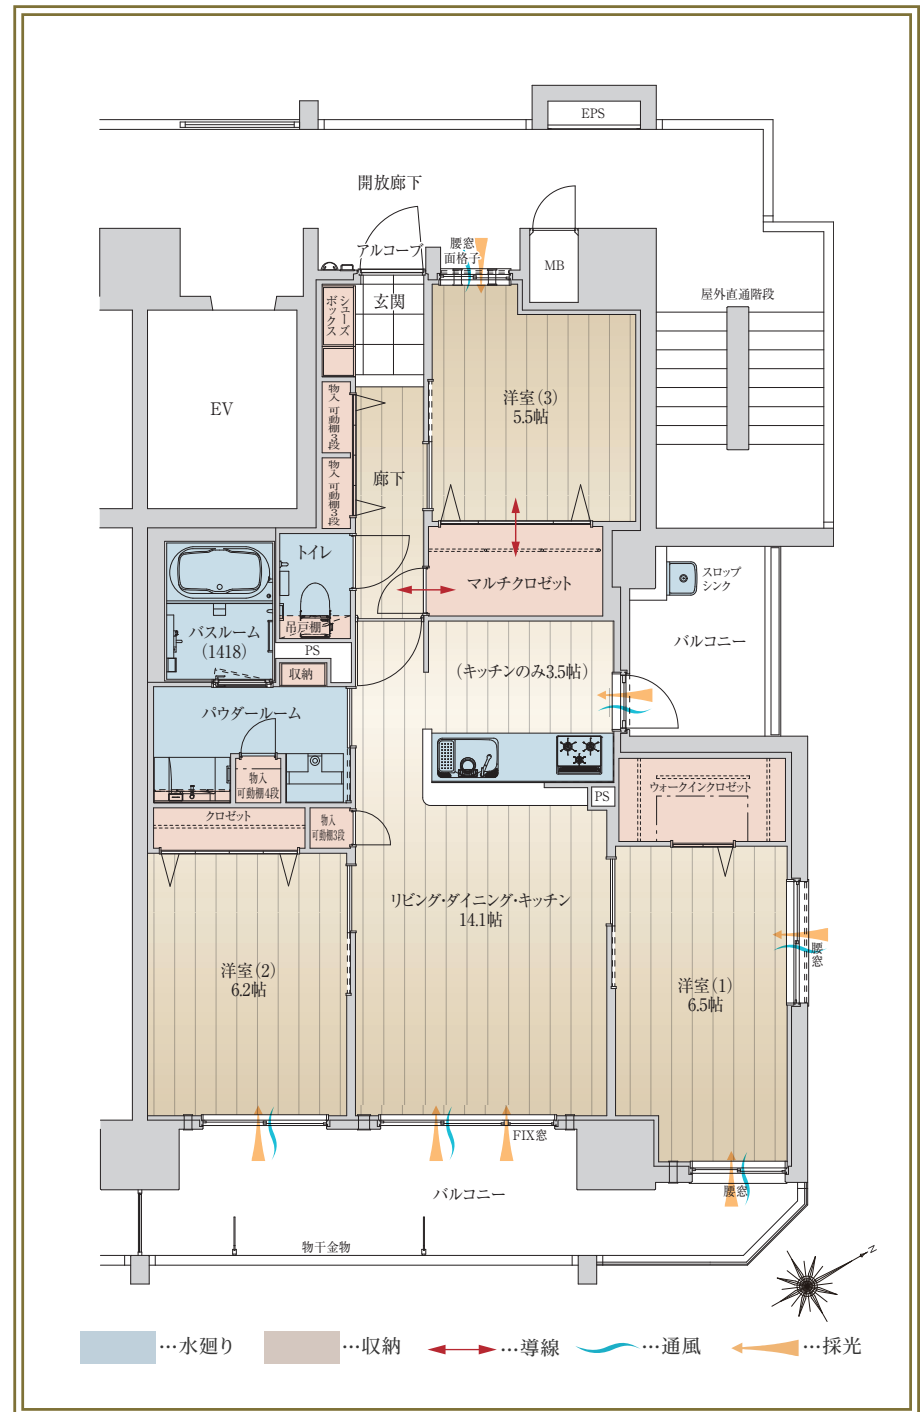 EPS
開放廊下
アルコーブ
腰窓
面格子
MB
屋外直通階段
玄関
シューズ
ボックス
EV
洋室(3)
5.5帖
物入
可動棚3段
物入
可動棚3段
廊下
トイレ
吊戸棚
マルチクロゼット
スロップ
シンク
バルコニー
バスルーム
(1418)
PS
収納
(キッチンのみ3.5帖)
パウダールーム
物入
可動棚4段
PS
ウォークインクロゼット
クロゼット
物入
可動棚3段
リビング・ダイニング・キッチン
14.1帖
洋室(2)
6.2帖
洋室(1)
6.5帖
腰窓
FIX窓
腰窓
バルコニー
物干金物
N
…水廻り
…収納
…導線
…通風
…採光